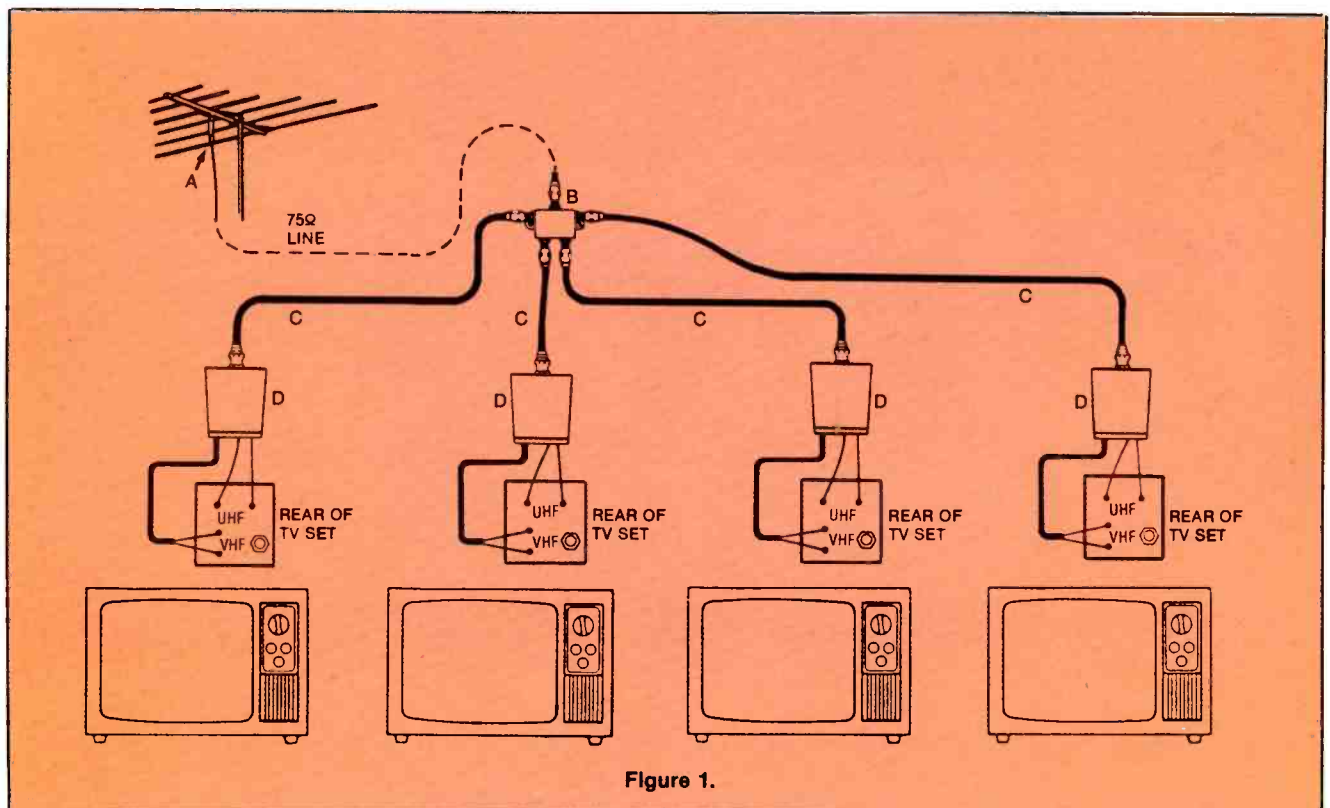 A
B
75Ω
LINE
C
C
C
C
D
D
D
D
UHF
VHF
REAR OF
TV SET
UHF
VHF
REAR OF
TV SET
UHF
VHF
REAR OF
TV SET
UHF
VHF
REAR OF
TV SET
Figure 1.